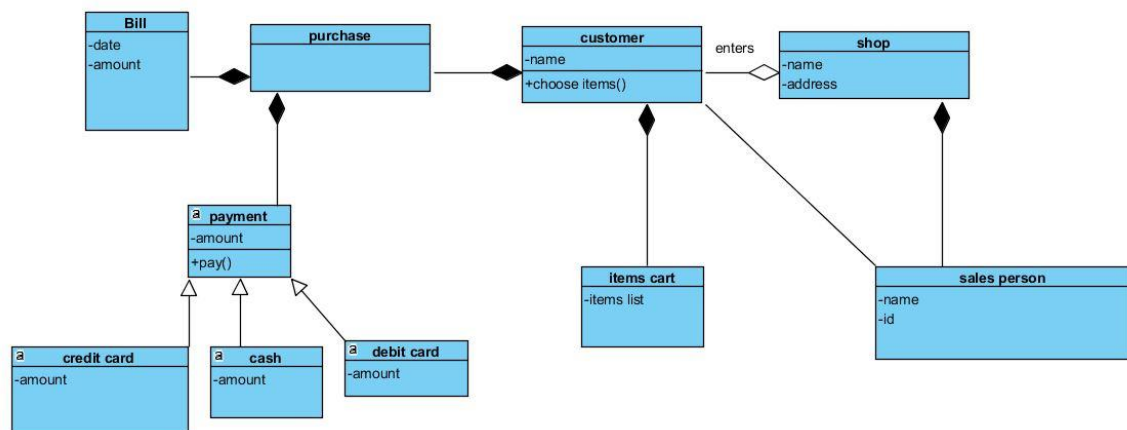 Bill
-date
-amount
purchase
customer
-name
+choose items()
enters
shop
-name
-address
a payment
-amount
+pay()
items cart
-items list
sales person
-name
-id
a credit card
-amount
a cash
-amount
a debit card
-amount